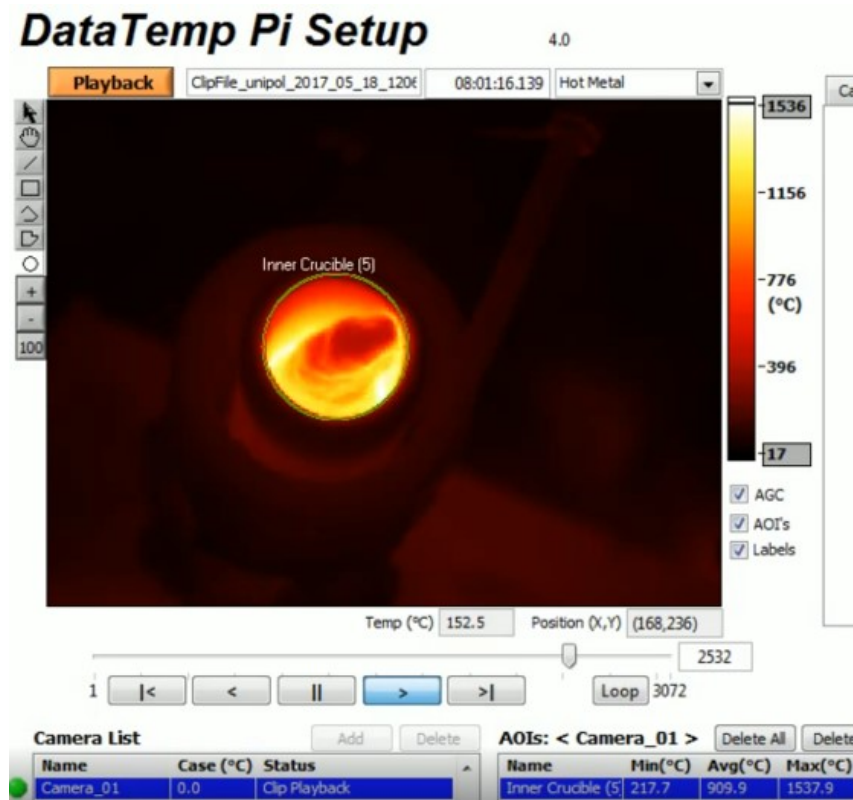 DataTemp Pi Setup 4.0
Playback ClipFile_unipol_2017_05_18_1206 08:01:16.139 Hot Metal
Ca
1536
1156
776
(°C)
396
17
Inner Crucible (5)
+
-
100
AGC
AOI's
Labels
Temp (°C) 152.5 Position (X,Y) (168,236)
2532
1 |< < || > >| Loop 3072
Camera List Add Delete
Name Case (°C) Status
Camera_01 0.0 Clip Playback
AOIs: < Camera_01 > Delete All Delete
Name Min(°C) Avg(°C) Max(°C)
Inner Crucible (5 217.7 909.9 1537.9